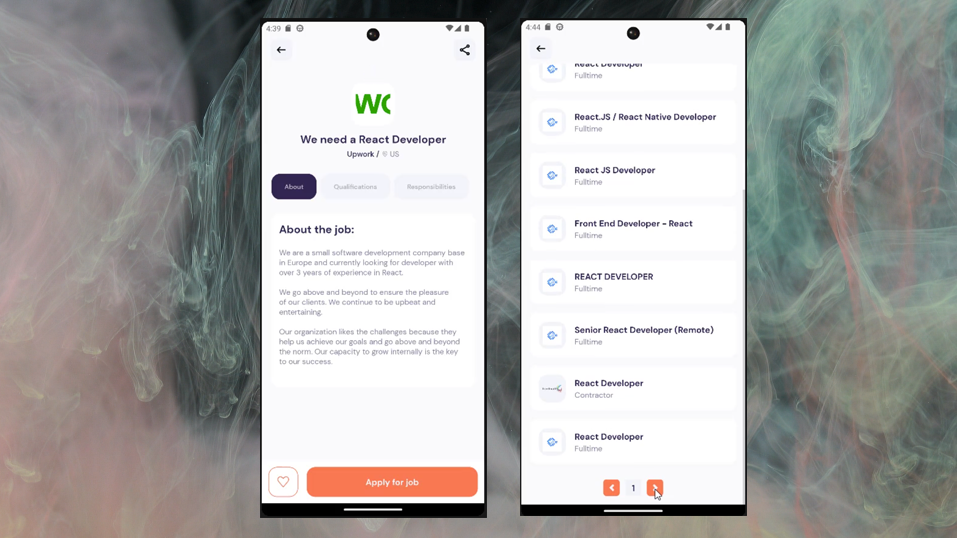 4:39
WC
We need a React Developer
Upwork / US
About
Qualifications
Responsibilities
About the job:
We are a small software development company base
in Europe and currently looking for developer with
over 3 years of experience in React.
We go above and beyond to ensure the pleasure
of our clients. We continue to be upbeat and
entertaining.
Our organization likes the challenges because they
help us achieve our goals and go above and beyond
the norm. Our capacity to grow internally is the key
to our success.
Apply for job
4:44
React Developer
Fulltime
React.JS / React Native Developer
Fulltime
React JS Developer
Fulltime
Front End Developer - React
Fulltime
REACT DEVELOPER
Fulltime
Senior React Developer (Remote)
Fulltime
React Developer
Contractor
React Developer
Fulltime
1